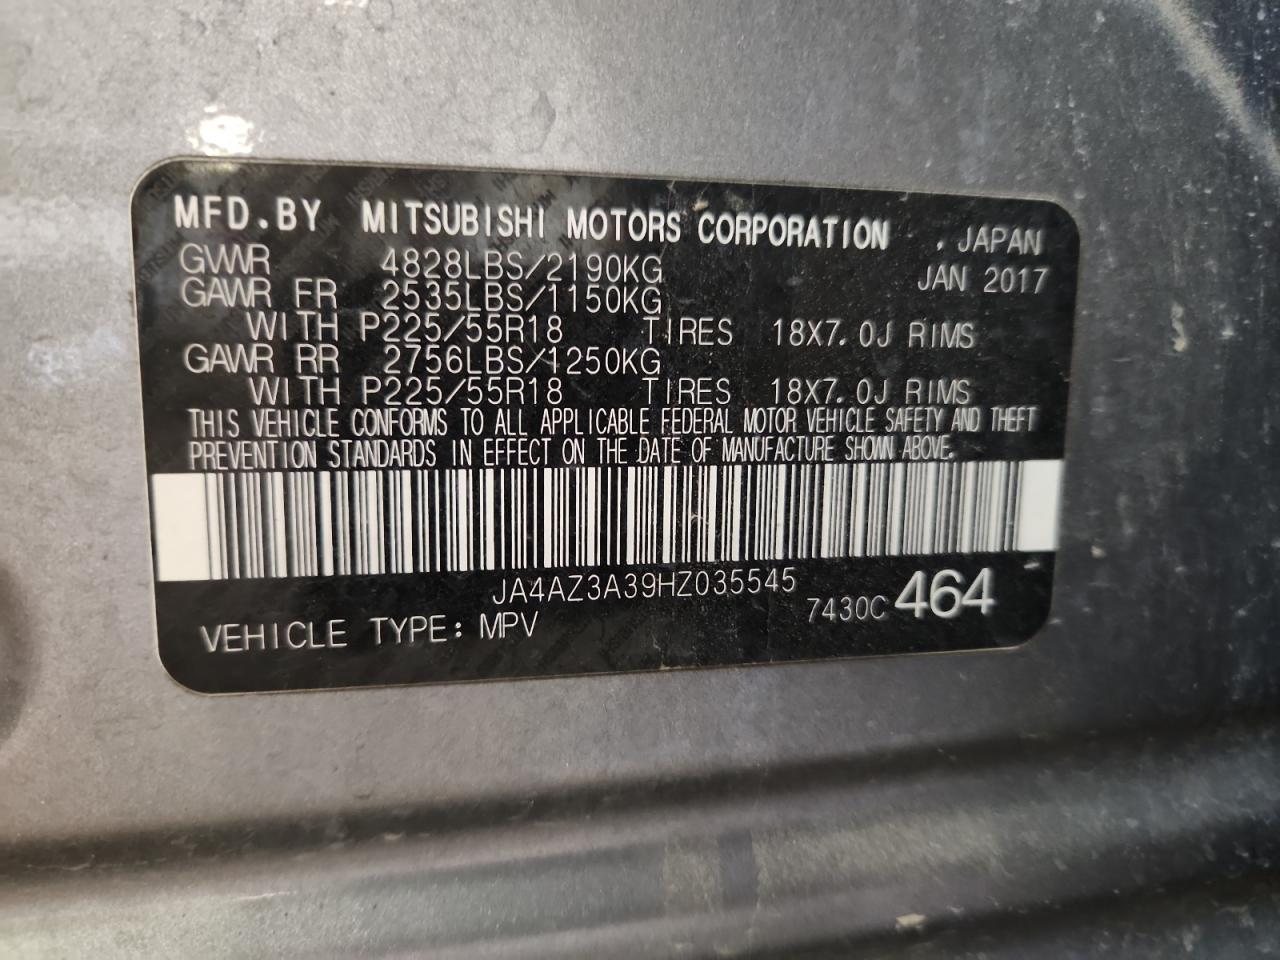 MFD.BY MITSUBISHI MOTORS CORPORATION . JAPAN
GVWR 4828LBS/2190KG JAN 2017
GAWR FR 2535LBS/1150KG
WITH P225/55R18 TIRES 18X7.0J RIMS
GAWR RR 2756LBS/1250KG
WITH P225/55R18 TIRES 18X7.0J RIMS
THIS VEHICLE CONFORMS TO ALL APPLICABLE FEDERAL MOTOR VEHICLE SAFETY AND THEFT
PREVENTION STANDARDS IN EFFECT ON THE DATE OF MANUFACTURE SHOWN ABOVE.
JA4AZ3A39HZ035545
7430C 464
VEHICLE TYPE: MPV